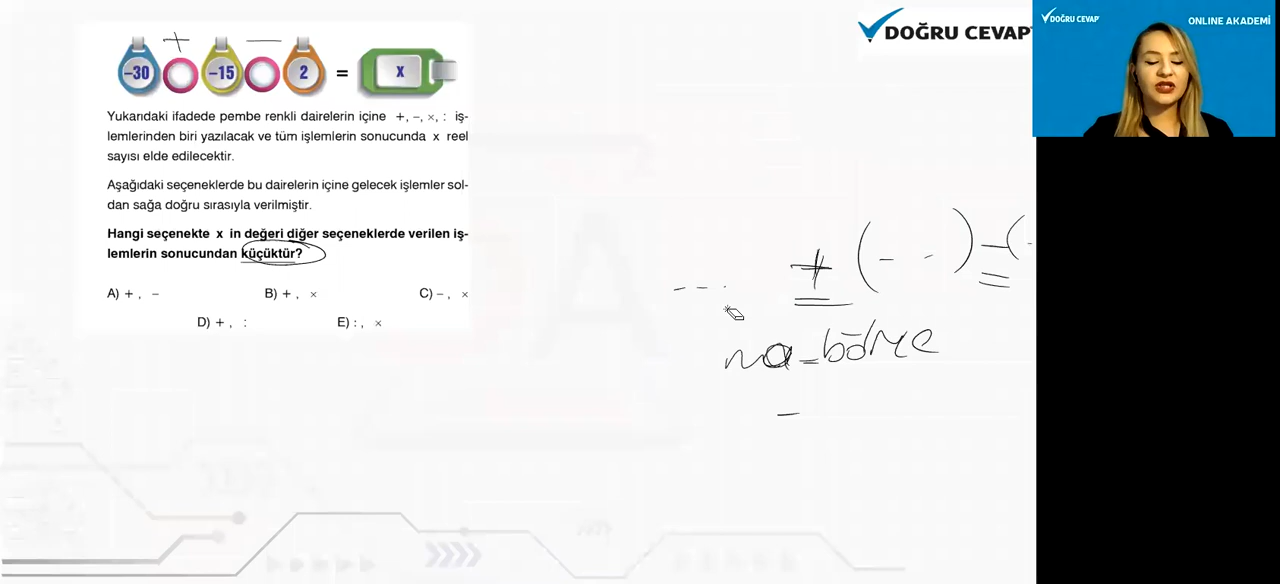 DOĞRU CEVAP
DOĞRU CEVAP
ONLINE AKADEMİ
+ −
−30 −15 2 = x
Yukarıdaki ifadede pembe renkli dairelerin içine +, −, ×, : iş-
lemlerinden biri yazılacak ve tüm işlemlerin sonucunda x reel
sayısı elde edilecektir.
Aşağıdaki seçeneklerde bu dairelerin içine gelecek işlemler sol-
dan sağa doğru sırasıyla verilmiştir.
Hangi seçenekte x in değeri diğer seçeneklerde verilen iş-
lemlerin sonucundan küçüktür?
A) + , − B) + , × C) − , ×
D) + , : E) : , ×
+ (− −) − (
bölme
−